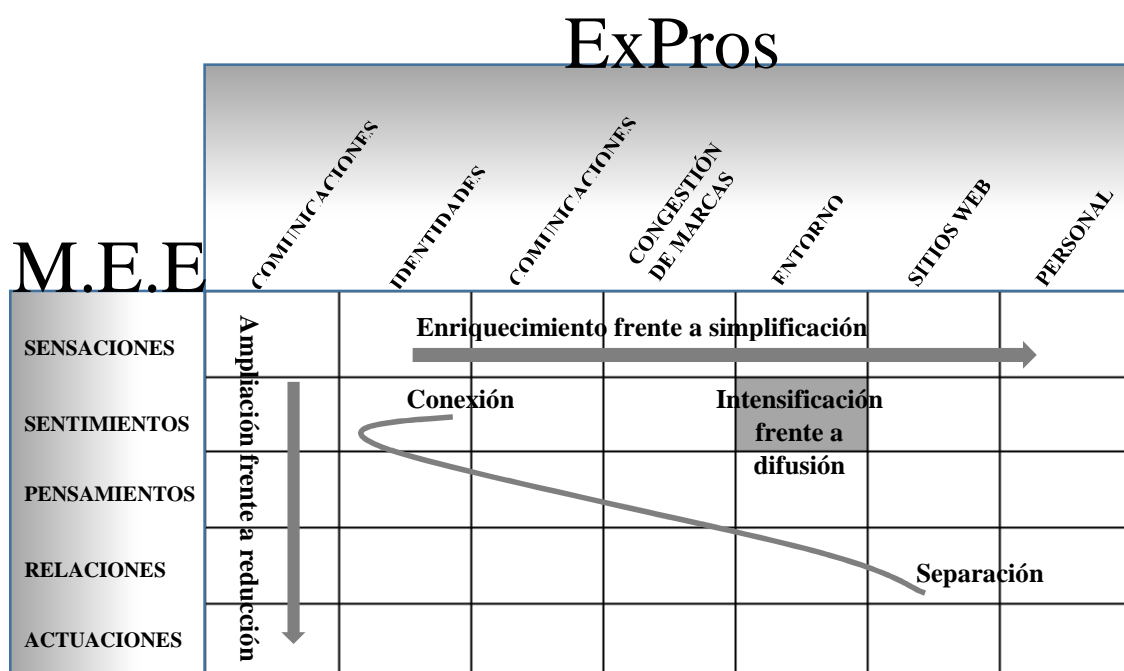 ExPros
COMUNICACIONES
IDENTIDADES
COMUNICACIONES
CONGESTIÓN
DE MARCAS
ENTORNO
SITIOS WEB
PERSONAL
M.E.E
SENSACIONES
SENTIMIENTOS
PENSAMIENTOS
RELACIONES
ACTUACIONES
Ampliación frente a reducción
Enriquecimiento frente a simplificación
Conexión
Intensificación
frente a
difusión
Separación